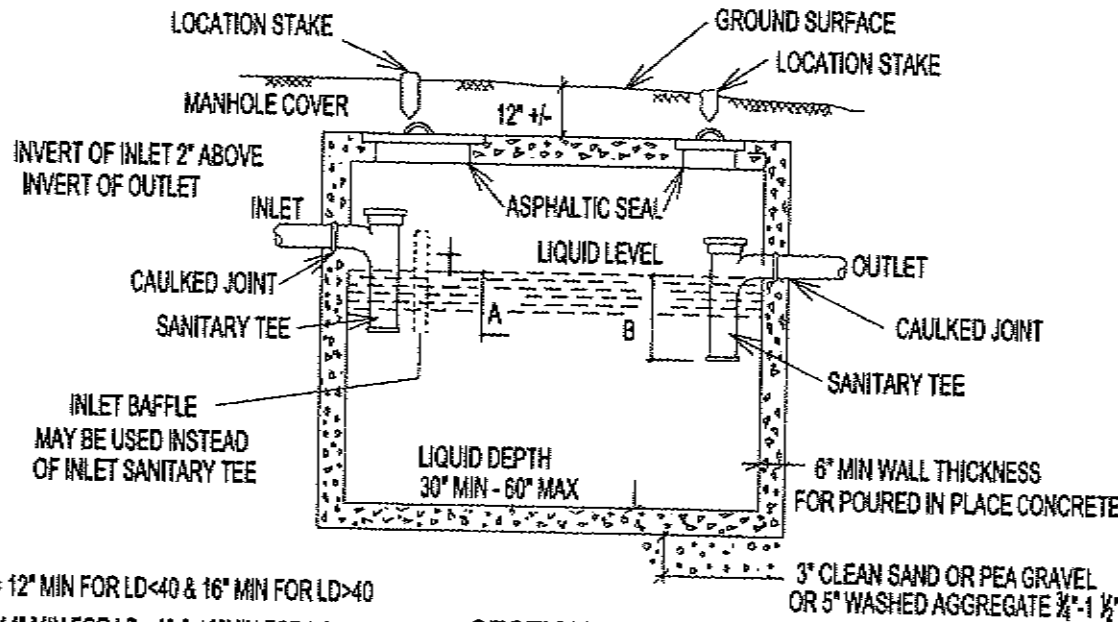 LOCATION STAKE
GROUND SURFACE
LOCATION STAKE
MANHOLE COVER
12" +/-
INVERT OF INLET 2" ABOVE
INVERT OF OUTLET
ASPHALTIC SEAL
INLET
LIQUID LEVEL
OUTLET
CAULKED JOINT
A
SANITARY TEE
B
CAULKED JOINT
SANITARY TEE
INLET BAFFLE
MAY BE USED INSTEAD
OF INLET SANITARY TEE
LIQUID DEPTH
30" MIN - 60" MAX
6" MIN WALL THICKNESS
FOR POURED IN PLACE CONCRETE
3" CLEAN SAND OR PEA GRAVEL
OR 5" WASHED AGGREGATE ¾"-1 ½"
= 12" MIN FOR LD<40 & 16" MIN FOR LD>40